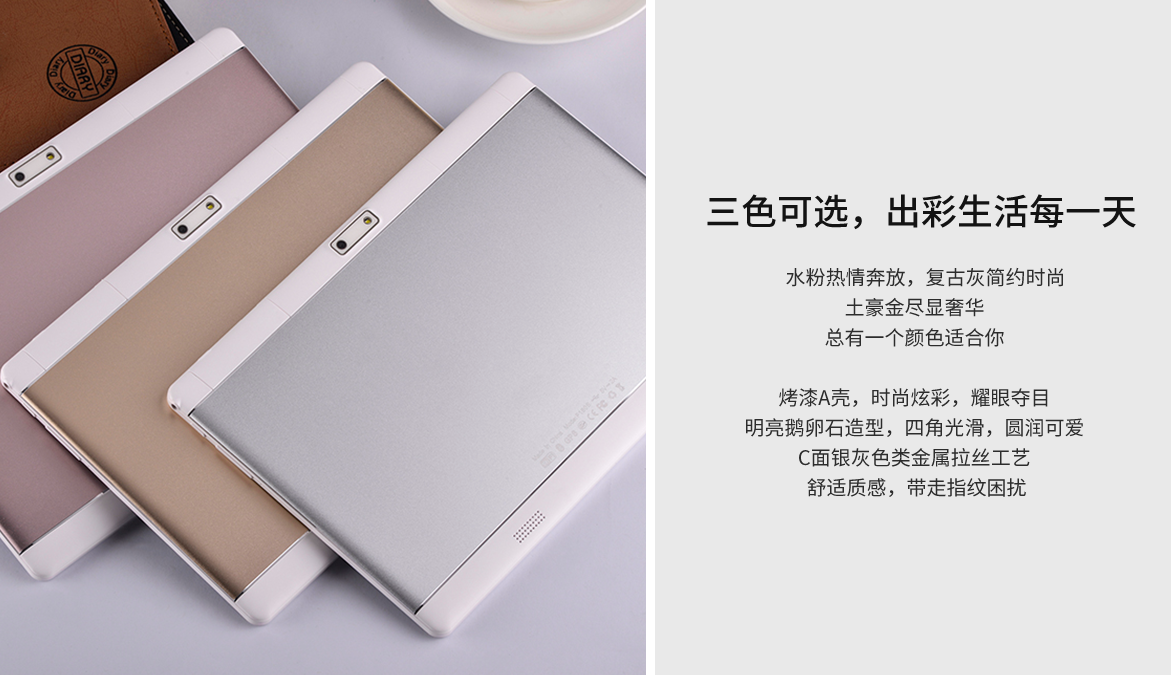 Diary
DIARY
Diary
三色可选，出彩生活每一天
水粉热情奔放，复古灰简约时尚
土豪金尽显奢华
总有一个颜色适合你
烤漆A壳，时尚炫彩，耀眼夺目
明亮鹅卵石造型，四角光滑，圆润可爱
C面银灰色类金属拉丝工艺
舒适质感，带走指纹困扰